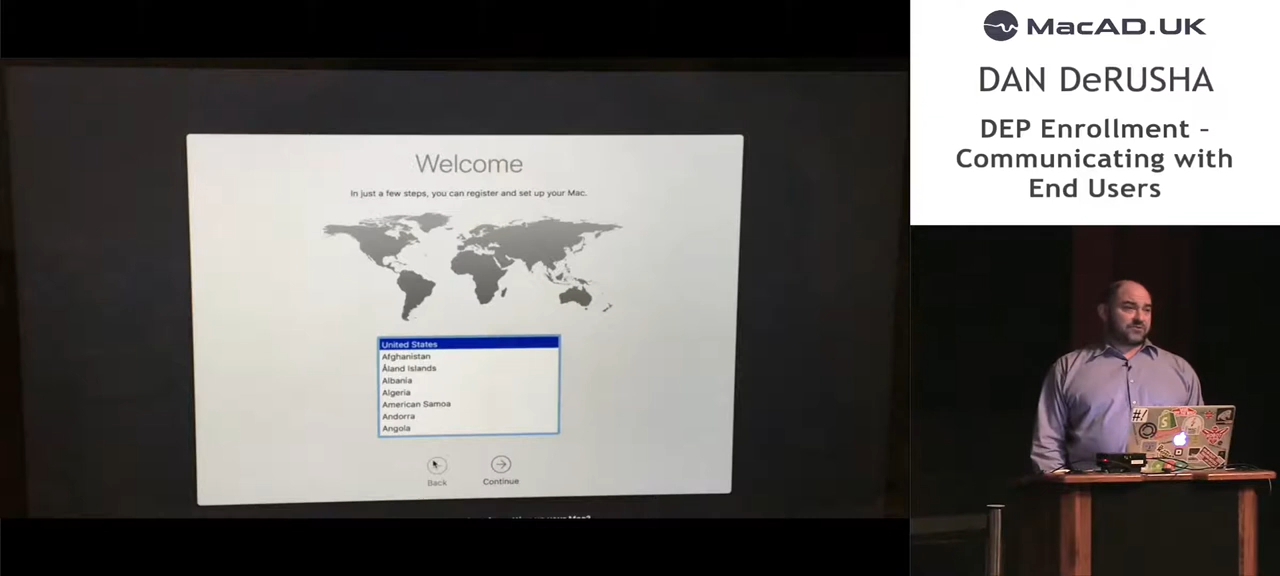 Welcome
In just a few steps, you can register and set up your Mac.
United States
Afghanistan
Åland Islands
Albania
Algeria
American Samoa
Andorra
Angola
Back
Continue
MacAD.UK
DAN DeRUSHA
DEP Enrollment –
Communicating with
End Users
#!